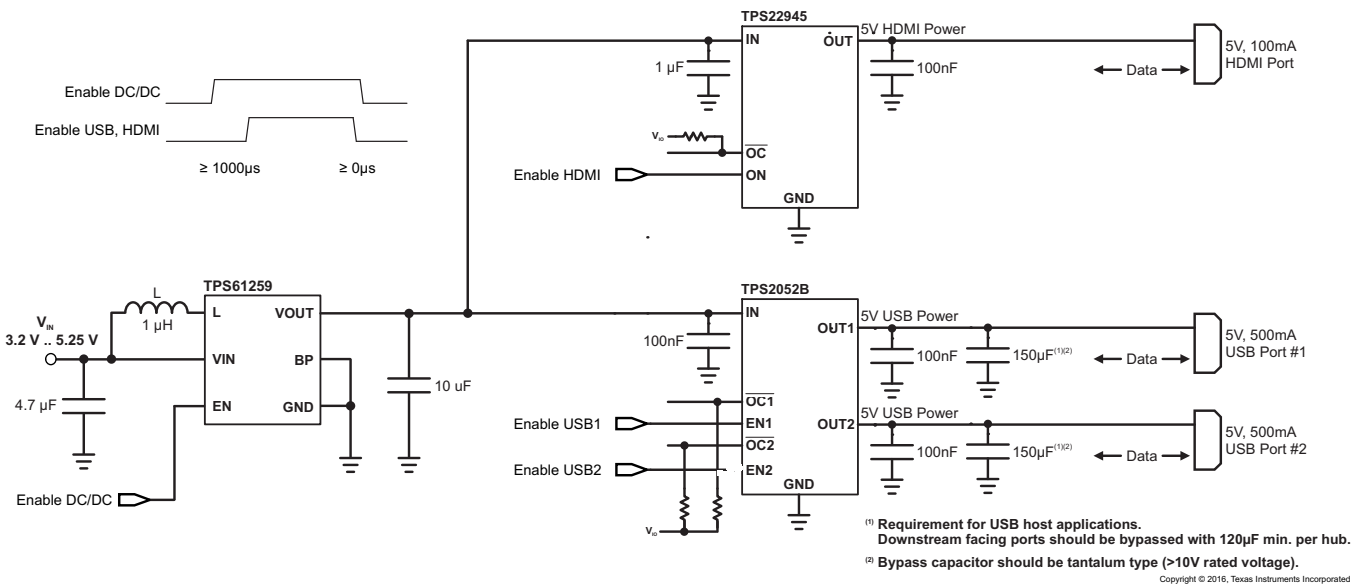 TPS22945
IN
OUT
5V HDMI Power
1 µF
100nF
Data
5V, 100mA
HDMI Port
Enable DC/DC
Enable USB, HDMI
≥ 1000µs
≥ 0µs
V_IO
OC
ON
Enable HDMI
GND
TPS61259
L
1 µH
L
VOUT
V_IN
3.2 V .. 5.25 V
VIN
BP
4.7 µF
EN
GND
10 uF
Enable DC/DC
TPS2052B
IN
OUT1
5V USB Power
100nF
100nF
150µF(1)(2)
Data
5V, 500mA
USB Port #1
OC1
Enable USB1
EN1
OUT2
5V USB Power
OC2
100nF
150µF(1)(2)
Data
5V, 500mA
USB Port #2
Enable USB2
EN2
GND
V_IO
(1) Requirement for USB host applications.
Downstream facing ports should be bypassed with 120µF min. per hub.
(2) Bypass capacitor should be tantalum type (>10V rated voltage).
Copyright © 2016, Texas Instruments Incorporated